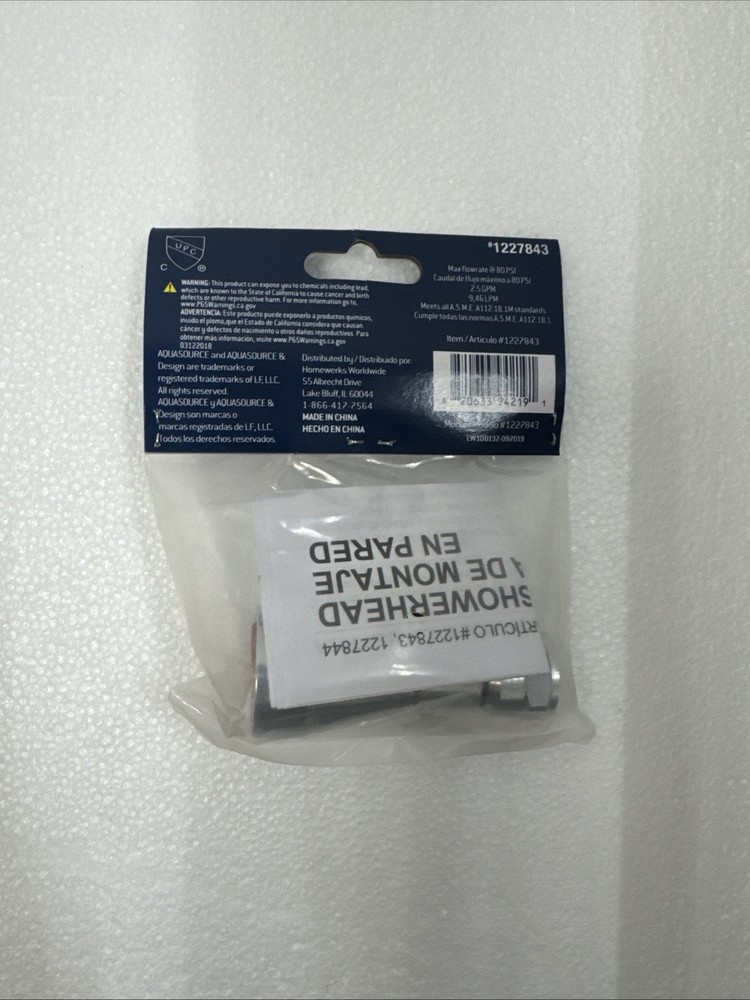 UPC
C ®
#1227843
WARNING: This product can expose you to chemicals including lead,
which are known to the State of California to cause cancer and birth
defects or other reproductive harm. For more information go to,
www.P65Warnings.ca.gov
ADVERTENCIA: Este producto puede exponerlo a productos químicos,
insido el plomo, que el Estado de California considera que causan
cáncer y defectos de nacimiento u otros daños reproductivos. Para
obtener más información, visite www.P65Warnings.ca.gov
03122018
AQUASOURCE and AQUASOURCE &
Design are trademarks or
registered trademarks of LF, LLC.
All rights reserved.
AQUASOURCE y AQUASOURCE &
Design son marcas o
marcas registradas de LF, LLC.
Todos los derechos reservados.
Distributed by / Distribuido por:
Homewerks Worldwide
55 Albrecht Drive
Lake Bluff, IL 60044
1-866-417-7564
MADE IN CHINA
HECHO EN CHINA
Max flowrate @ 80 PSI
Caudal de flujo máximo a 80 PSI
2.5 GPM
9,46 LPM
Meets all A.S.M.E. A112.18.1M standards
Cumple todas las normas A.S.M.E. A112.18.1
Item / Artículo #1227843
94219 1
#1227843
LW100132-092019
RTÍCULO #1227843, 1227844
SHOWERHEAD
DE MONTAJE
EN PARED